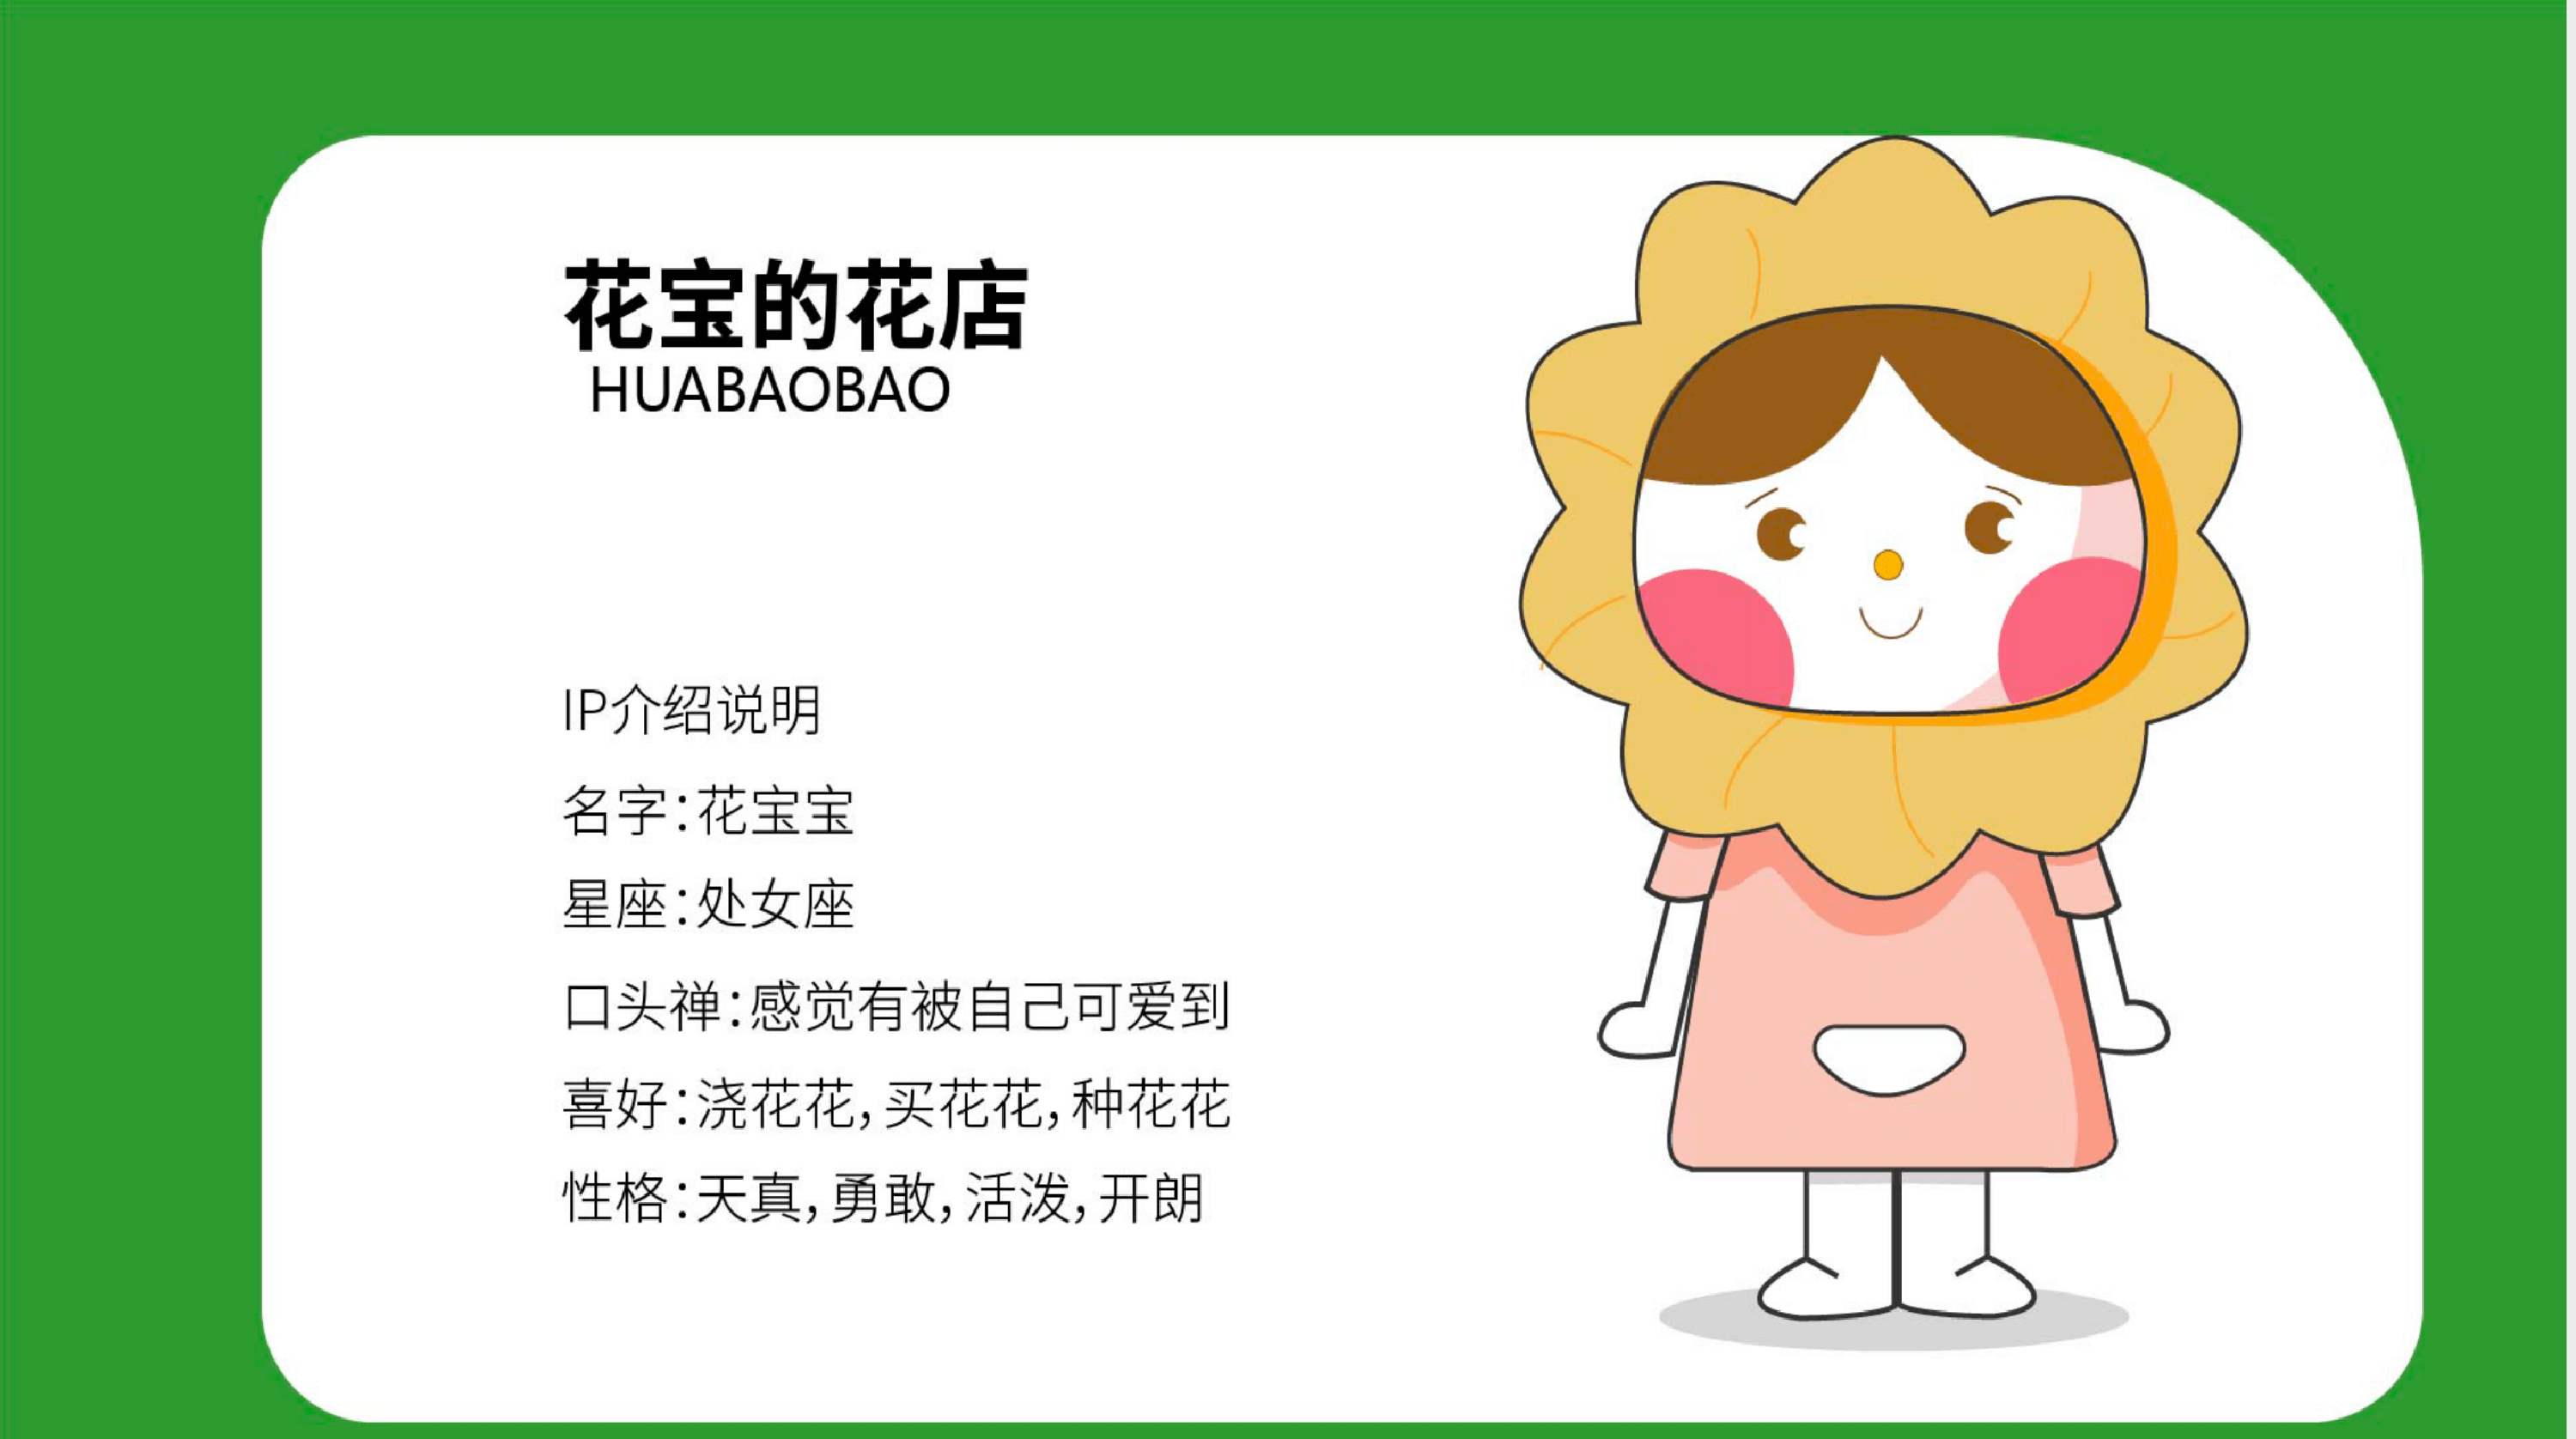 花宝的花店
HUABAOBAO
IP介绍说明
名字：花宝宝
星座：处女座
口头禅：感觉有被自己可爱到
喜好：浇花花，买花花，种花花
性格：天真，勇敢，活泼，开朗